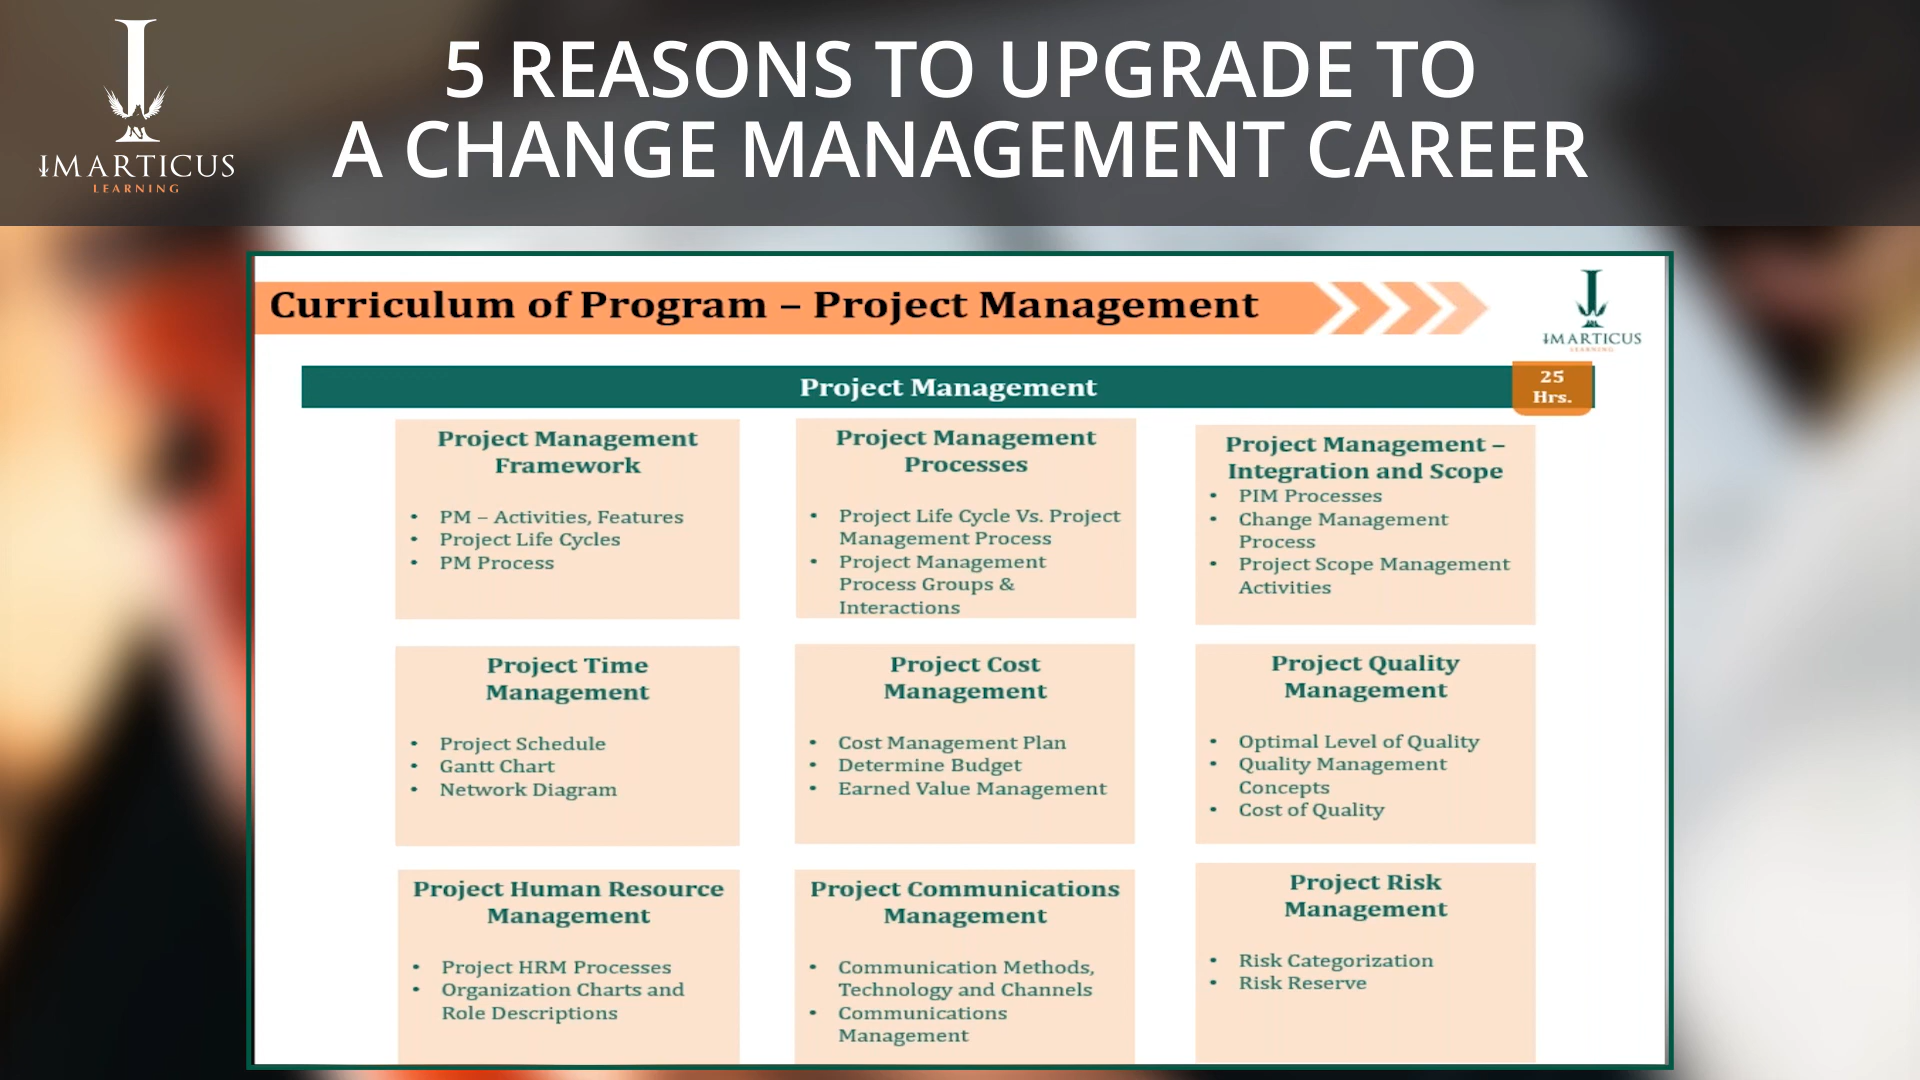 IMARTICUS
LEARNING
5 REASONS TO UPGRADE TO
A CHANGE MANAGEMENT CAREER
Curriculum of Program – Project Management
IMARTICUS
LEARNING
Project Management
25
Hrs.
Project Management
Framework
• PM – Activities, Features
• Project Life Cycles
• PM Process
Project Management
Processes
• Project Life Cycle Vs. Project
Management Process
• Project Management
Process Groups &
Interactions
Project Management –
Integration and Scope
• PIM Processes
• Change Management
Process
• Project Scope Management
Activities
Project Time
Management
• Project Schedule
• Gantt Chart
• Network Diagram
Project Cost
Management
• Cost Management Plan
• Determine Budget
• Earned Value Management
Project Quality
Management
• Optimal Level of Quality
• Quality Management
Concepts
• Cost of Quality
Project Human Resource
Management
• Project HRM Processes
• Organization Charts and
Role Descriptions
Project Communications
Management
• Communication Methods,
Technology and Channels
• Communications
Management
Project Risk
Management
• Risk Categorization
• Risk Reserve